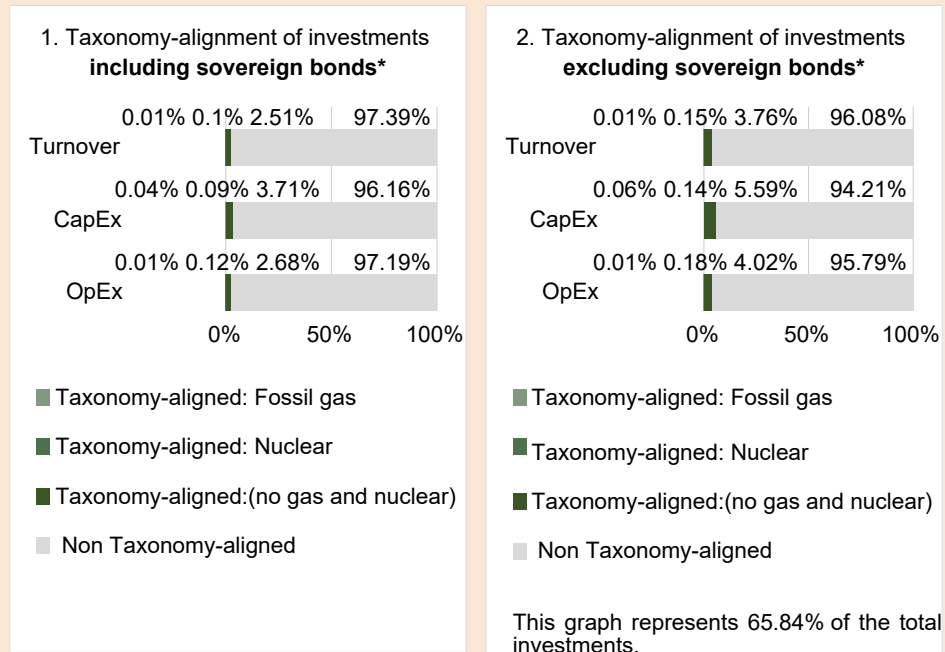 1. Taxonomy-alignment of investments
including sovereign bonds*
0.01% 0.1% 2.51% 97.39%
Turnover
0.04% 0.09% 3.71% 96.16%
CapEx
0.01% 0.12% 2.68% 97.19%
OpEx
0% 50% 100%
Taxonomy-aligned: Fossil gas
Taxonomy-aligned: Nuclear
Taxonomy-aligned:(no gas and nuclear)
Non Taxonomy-aligned
2. Taxonomy-alignment of investments
excluding sovereign bonds*
0.01% 0.15% 3.76% 96.08%
Turnover
0.06% 0.14% 5.59% 94.21%
CapEx
0.01% 0.18% 4.02% 95.79%
OpEx
0% 50% 100%
Taxonomy-aligned: Fossil gas
Taxonomy-aligned: Nuclear
Taxonomy-aligned:(no gas and nuclear)
Non Taxonomy-aligned
This graph represents 65.84% of the total
investments.